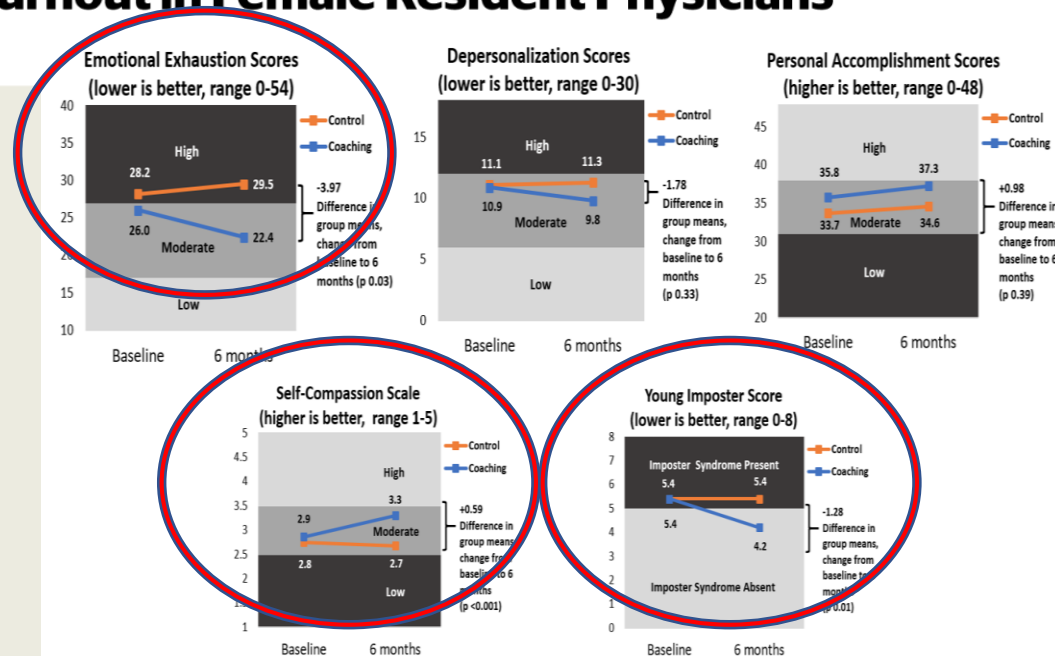 urnout in Female Resident Physicians
Emotional Exhaustion Scores
(lower is better, range 0-54)
40
35
30
25
20
15
10
High
Moderate
Low
28.2
29.5
26.0
22.4
Control
Coaching
-3.97
Difference in
group means,
change from
baseline to 6
months (p 0.03)
Baseline
6 months
Depersonalization Scores
(lower is better, range 0-30)
15
10
5
0
High
Moderate
Low
11.1
11.3
10.9
9.8
Control
Coaching
-1.78
Difference in
group means,
change from
baseline to 6
months
(p 0.33)
Baseline
6 months
Personal Accomplishment Scores
(higher is better, range 0-48)
45
40
35
30
25
20
High
Moderate
Low
35.8
37.3
33.7
34.6
Control
Coaching
+0.98
Difference in
group means
change from
baseline to 6
months
(p 0.39)
Baseline
6 months
Self-Compassion Scale
(higher is better, range 1-5)
5
4.5
4
3.5
3
2.5
2
1
High
Moderate
Low
2.9
3.3
2.8
2.7
Control
Coaching
+0.59
Difference in
group means
change from
baseline to 6
months
(p <0.001)
Baseline
6 months
Young Imposter Score
(lower is better, range 0-8)
8
7
6
5
4
3
2
1
0
Imposter Syndrome Present
Imposter Syndrome Absent
5.4
5.4
5.4
4.2
Control
Coaching
-1.28
Difference in
group means,
change from
baseline to
months
(p 0.01)
Baseline
6 months